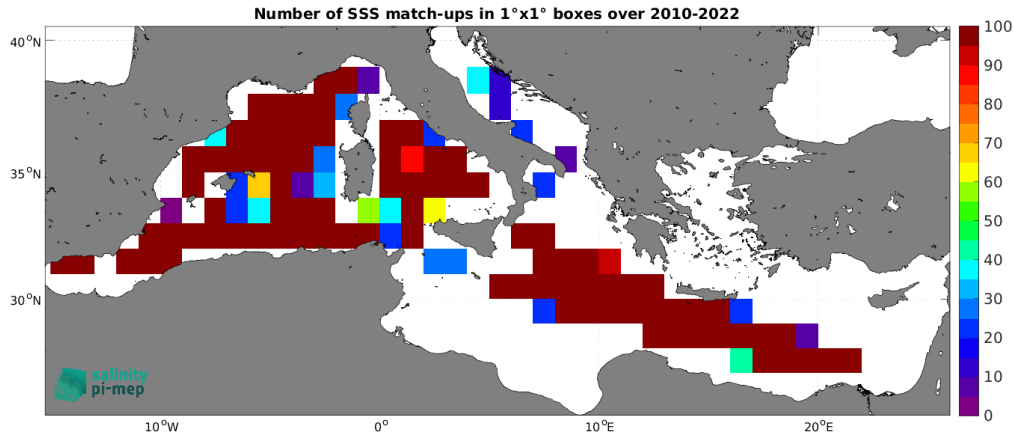 Number of SSS match-ups in 1°x1° boxes over 2010-2022
40°N
35°N
30°N
10°W
0°
10°E
20°E
100
90
80
70
60
50
40
30
20
10
0
salinity
pi-mep